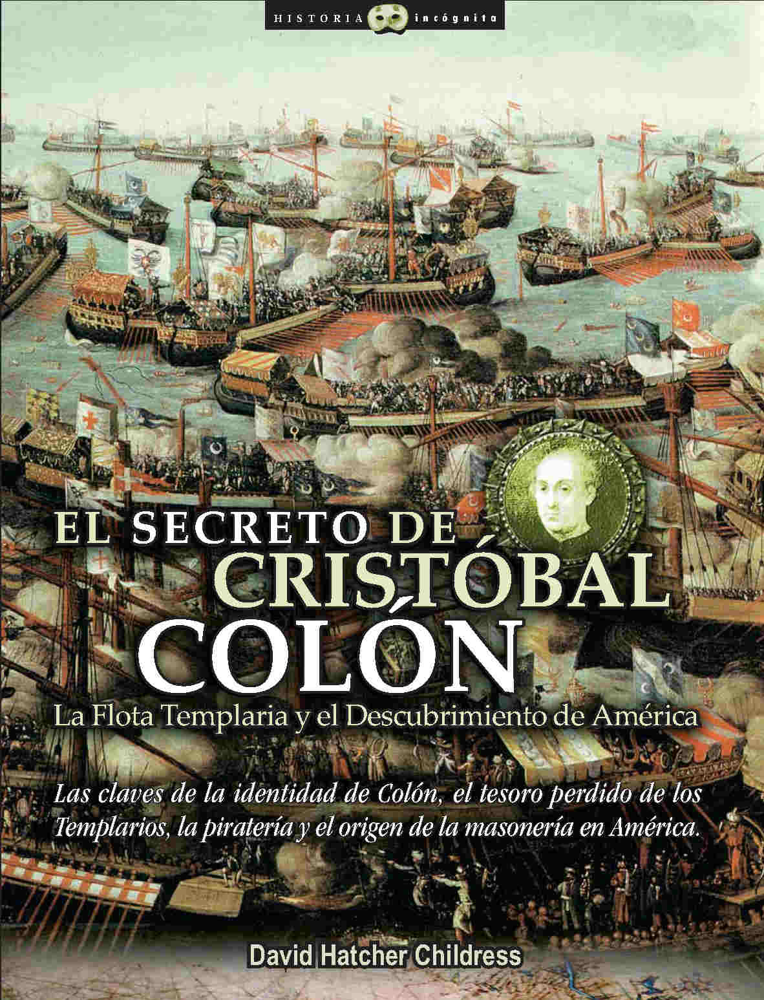 HISTORIA incógnita
EL SECRETO DE
CRISTÓBAL
COLÓN
La Flota Templaria y el Descubrimiento de América
Las claves de la identidad de Colón, el tesoro perdido de los
Templarios, la piratería y el origen de la masonería en América.
David Hatcher Childress